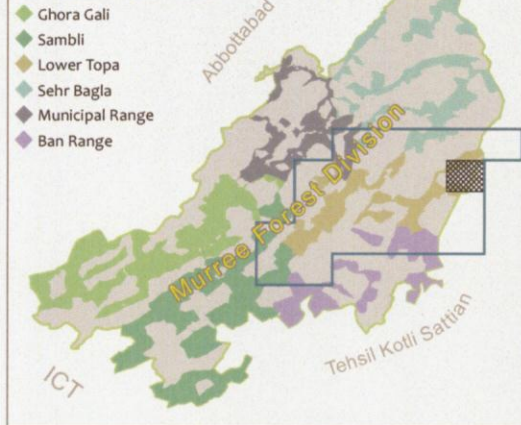 Ghora Gali
Sambli
Lower Topa
Sehr Bagla
Municipal Range
Ban Range
Abbottabad
Murree Forest Division
Tehsil Kotli Sattian
ICT